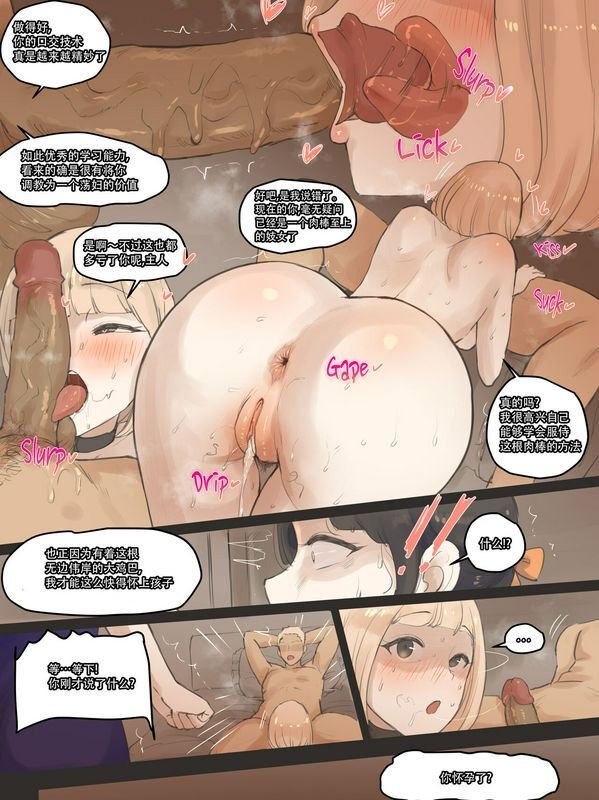 做得好,
你的口交技术
真是越来越精妙了
Slurp
Lick
如此优秀的学习能力,
看来的确是很有将你
调教为一个荡妇的价值
好吧,是我说错了。
现在的你,毫无疑问
已经是一个肉棒至上
的婊女了
是啊～不过这也都
多亏了你呢,主人
Kiss
Suck
Gape
真的吗?
我很高兴自己
能够学会服侍
这根肉棒的方法
Slurp
Drip
什么!?
!!
也正因为有着这根
无边伟岸的大鸡巴,
我才能这么快得怀上孩子
等…等下!
你刚才说了什么?
...
你怀孕了?